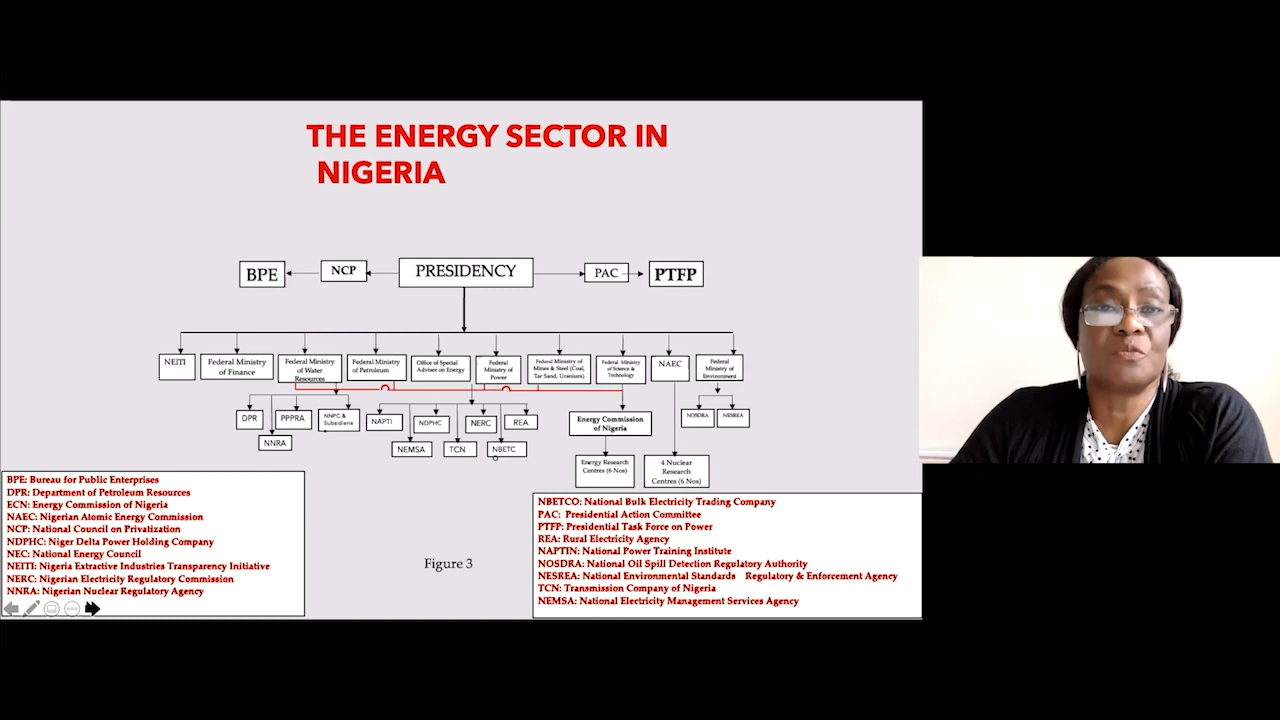 THE ENERGY SECTOR IN
NIGERIA
BPE
NCP
PRESIDENCY
PAC
PTFP
NEITI
Federal Ministry
of Finance
Federal Ministry
of Water
Resources
Federal Ministry
of Petroleum
Office of Special
Adviser on Energy
Federal
Ministry of
Power
Federal Ministry of
Mines & Steel (Coal,
Tar Sand, Uranium)
Federal Ministry
of Science &
Technology
NAEC
Federal
Ministry of
Environment
DPR
PPPRA
NNPC &
Subsidiarie
NAPTI
NDPHC
NERC
REA
Energy Commission
of Nigeria
NOSDRA
NESREA
NNRA
NEMSA
TCN
NBETC
Energy Research
Centres (6 Nos)
4 Nuclear
Research
Centres (6 Nos)
BPE: Bureau for Public Enterprises
DPR: Department of Petroleum Resources
ECN: Energy Commission of Nigeria
NAEC: Nigerian Atomic Energy Commission
NCP: National Council on Privatization
NDPHC: Niger Delta Power Holding Company
NEC: National Energy Council
NEITI: Nigeria Extractive Industries Transparency Initiative
NERC: Nigerian Electricity Regulatory Commission
NNRA: Nigerian Nuclear Regulatory Agency
Figure 3
NBETCO: National Bulk Electricity Trading Company
PAC: Presidential Action Committee
PTFP: Presidential Task Force on Power
REA: Rural Electricity Agency
NAPTIN: National Power Training Institute
NOSDRA: National Oil Spill Detection Regulatory Authority
NESREA: National Environmental Standards Regulatory & Enforcement Agency
TCN: Transmission Company of Nigeria
NEMSA: National Electricity Management Services Agency